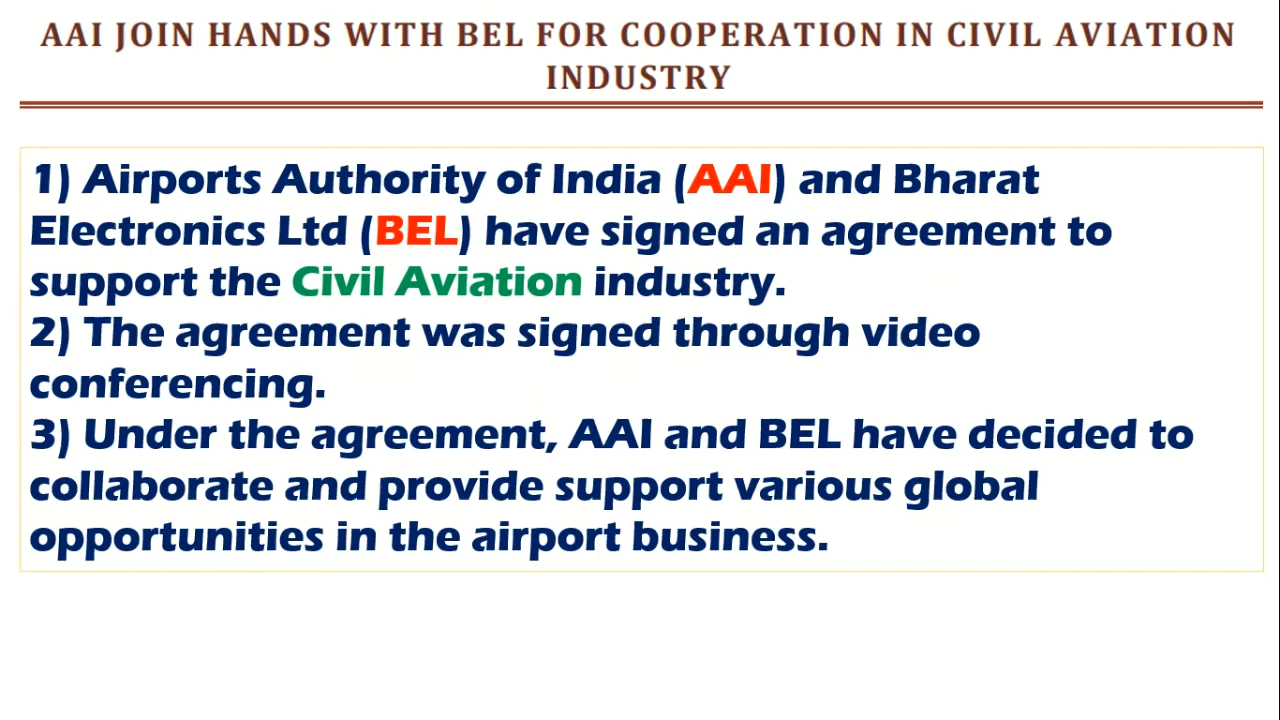 AAI JOIN HANDS WITH BEL FOR COOPERATION IN CIVIL AVIATION
INDUSTRY
1) Airports Authority of India (AAI) and Bharat
Electronics Ltd (BEL) have signed an agreement to
support the Civil Aviation industry.
2) The agreement was signed through video
conferencing.
3) Under the agreement, AAI and BEL have decided to
collaborate and provide support various global
opportunities in the airport business.